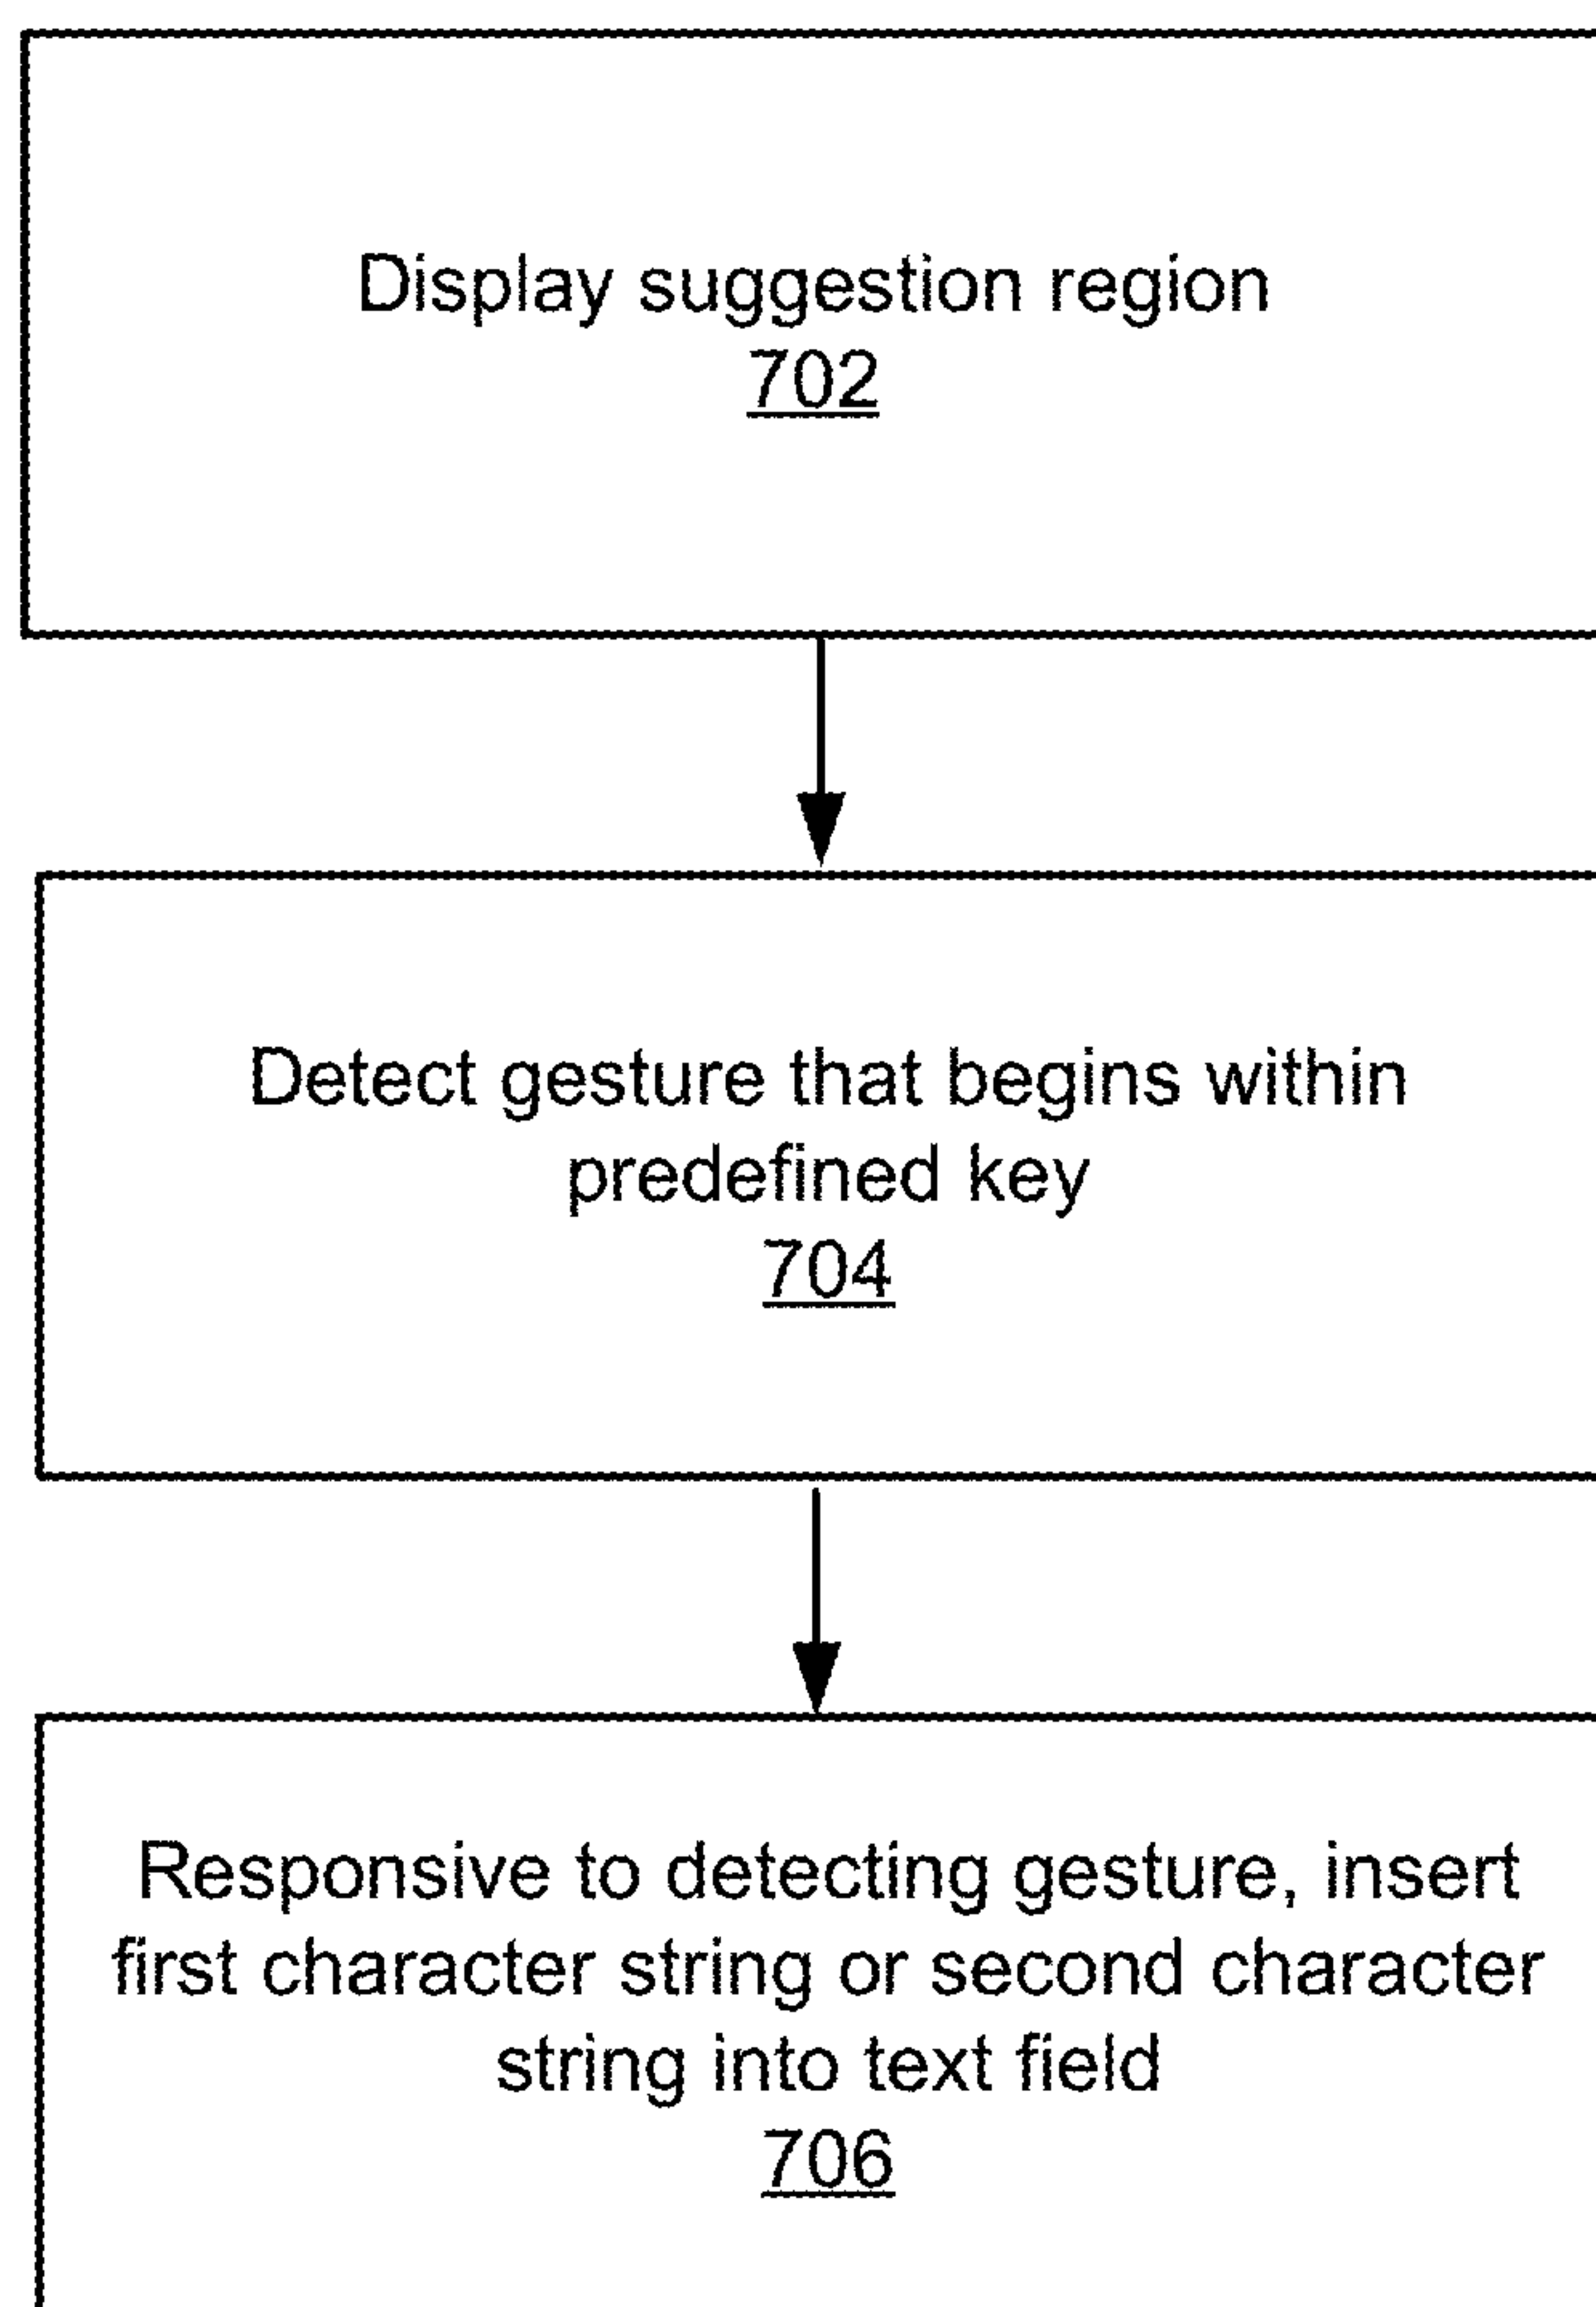 Display suggestion region
702
Detect gesture that begins within
predefined key
704
Responsive to detecting gesture, insert
first character string or second character
string into text field
706